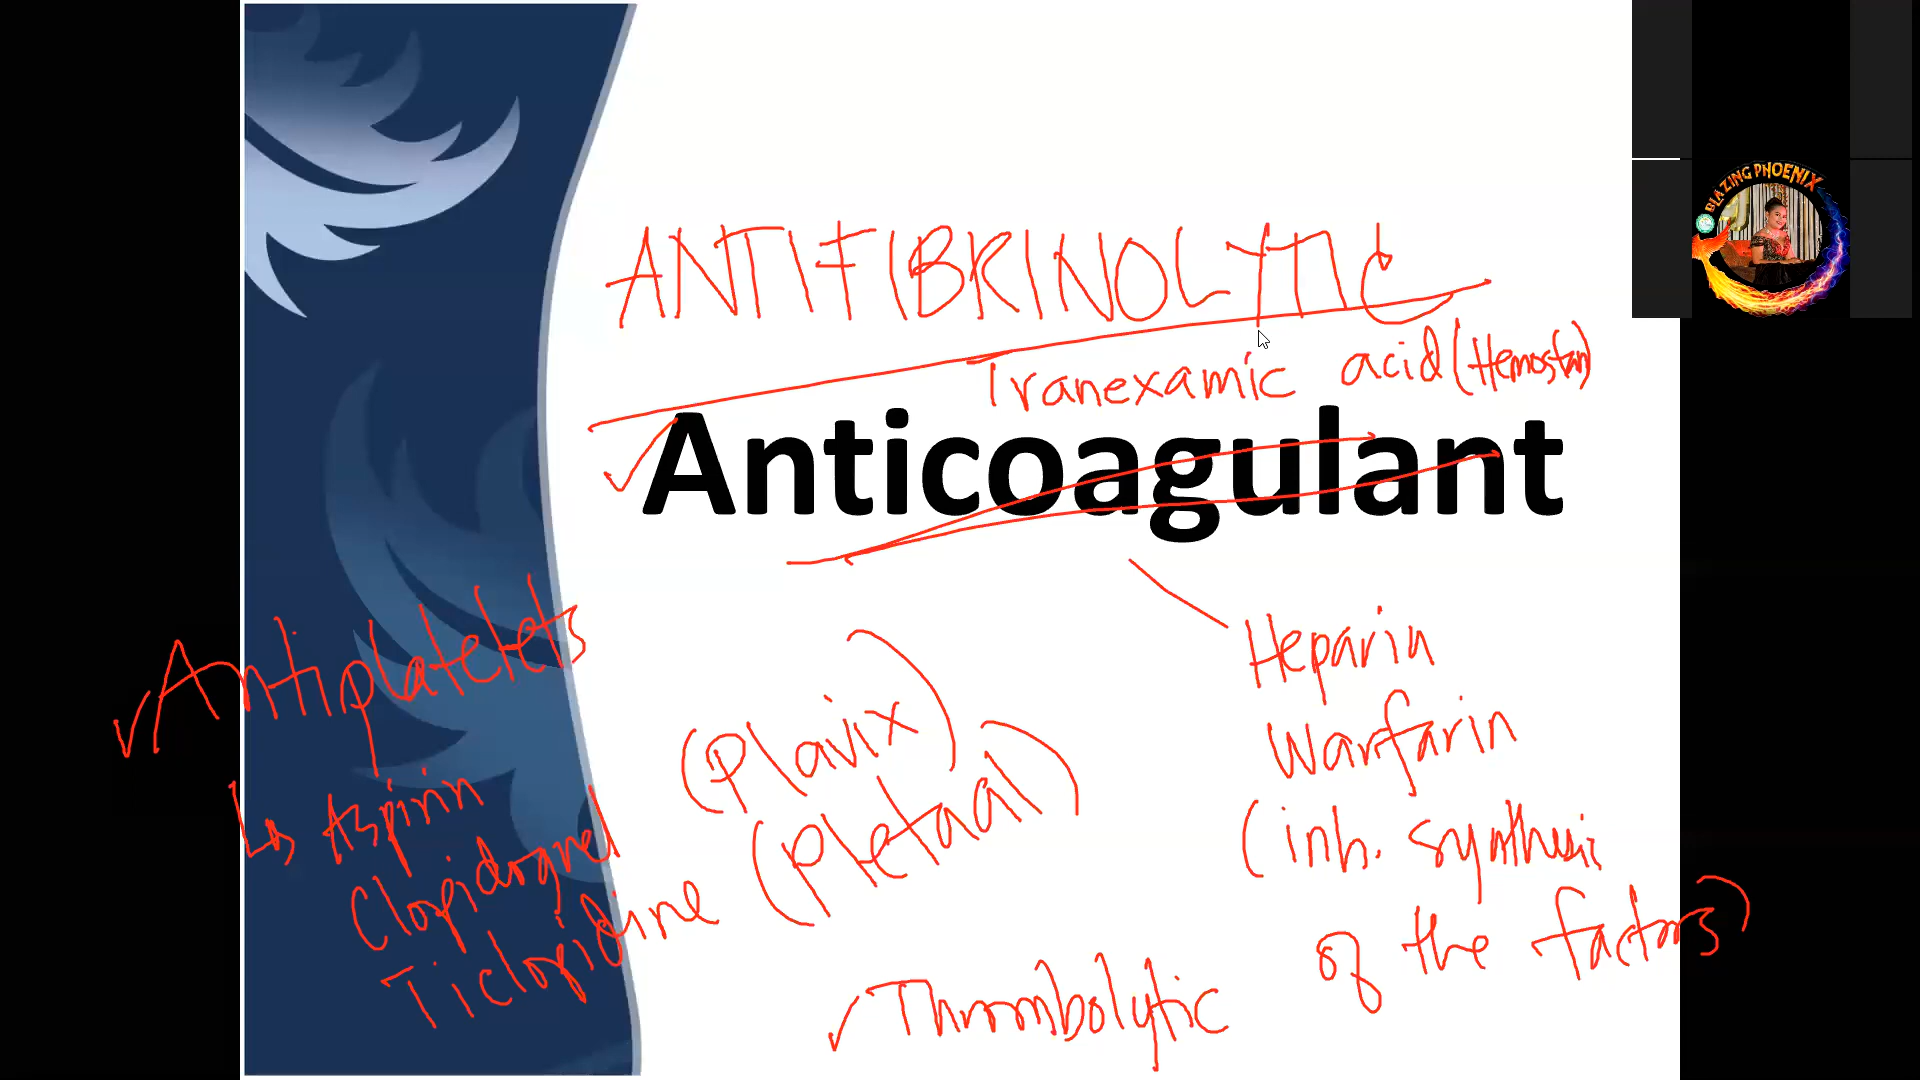 BLAZING PHOENIX
ANTIFIBRINOLYTIC
Tranexamic acid (Hemostan)
Anticoagulant
Antiplatelets
Aspirin
Clopidogrel (Plavix)
Ticlopidine (Pletaal)
Heparin
Warfarin
(inh. synthesis
of the factors)
Thrombolytic